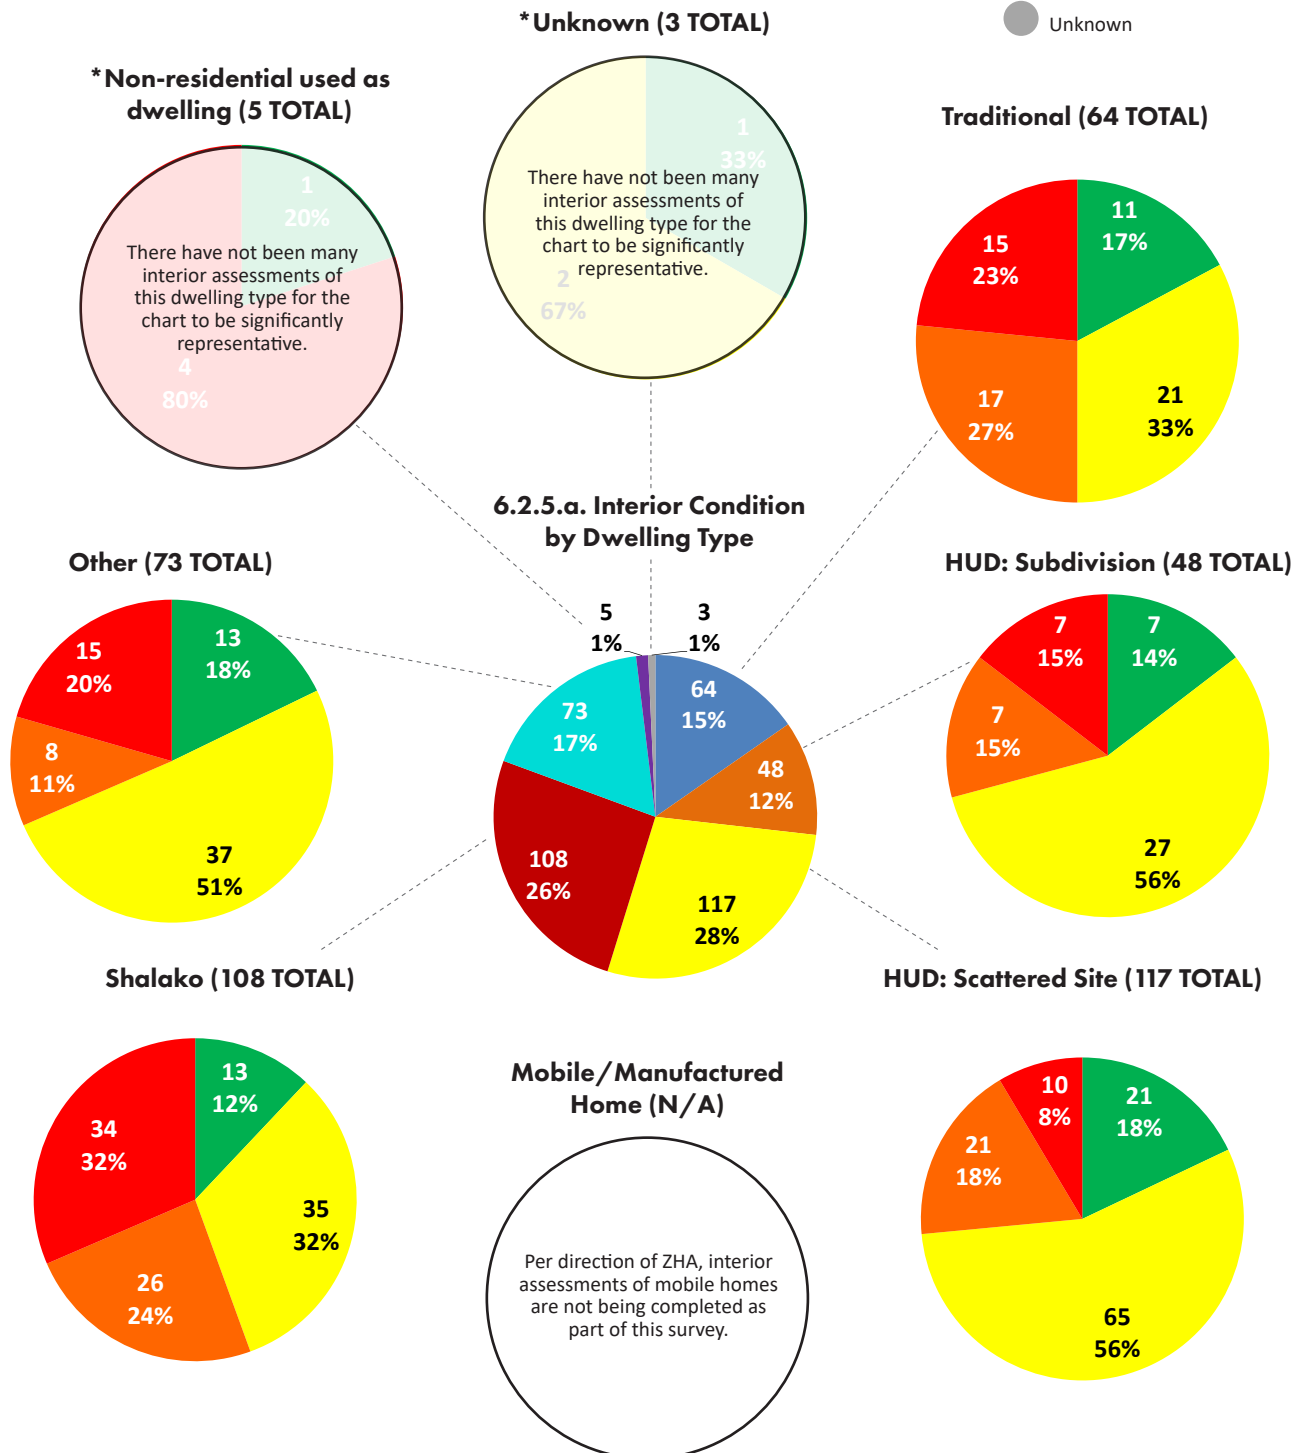 Unknown
*Unknown (3 TOTAL)
1
33%
There have not been many
interior assessments of
this dwelling type for the
chart to be significantly
representative.
2
67%
*Non-residential used as
dwelling (5 TOTAL)
1
20%
There have not been many
interior assessments of
this dwelling type for the
chart to be significantly
representative.
4
80%
Traditional (64 TOTAL)
11
17%
15
23%
21
33%
17
27%
6.2.5.a. Interior Condition
by Dwelling Type
5
1%
3
1%
64
15%
73
17%
48
12%
108
26%
117
28%
Other (73 TOTAL)
13
18%
15
20%
8
11%
37
51%
HUD: Subdivision (48 TOTAL)
7
15%
7
14%
7
15%
27
56%
Shalako (108 TOTAL)
13
12%
34
32%
35
32%
26
24%
Mobile/Manufactured
Home (N/A)
Per direction of ZHA, interior
assessments of mobile homes
are not being completed as
part of this survey.
HUD: Scattered Site (117 TOTAL)
10
8%
21
18%
21
18%
65
56%